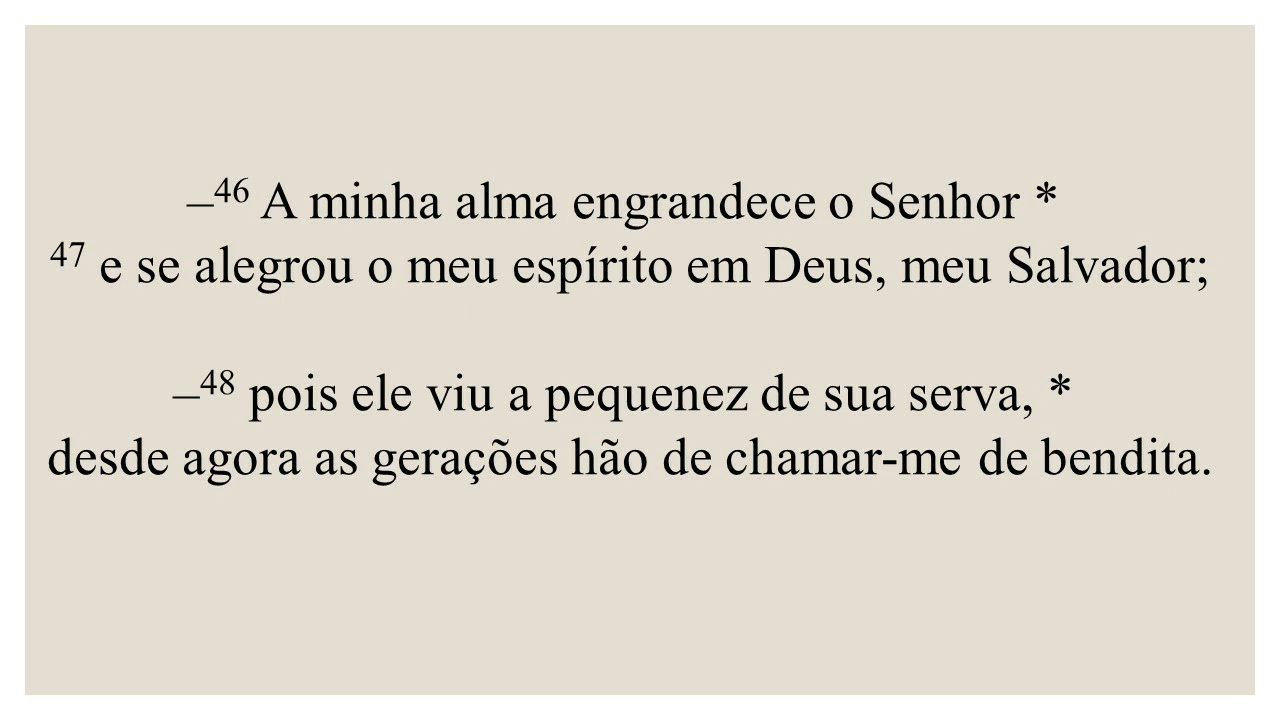 –⁴⁶ A minha alma engrandece o Senhor *
⁴⁷ e se alegrou o meu espírito em Deus, meu Salvador;
–⁴⁸ pois ele viu a pequenez de sua serva, *
desde agora as gerações hão de chamar-me de bendita.